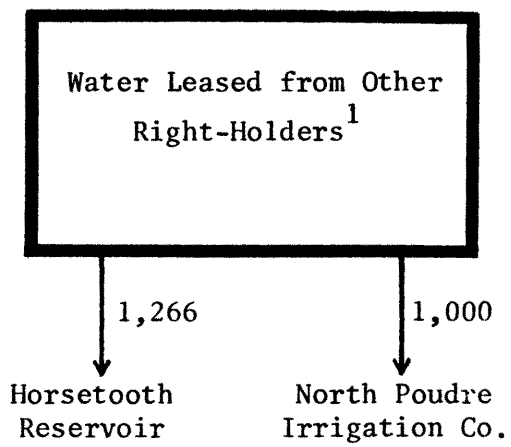 Water Leased from Other
Right-Holders¹
1,266
1,000
Horsetooth
Reservoir
North Poudre
Irrigation Co.